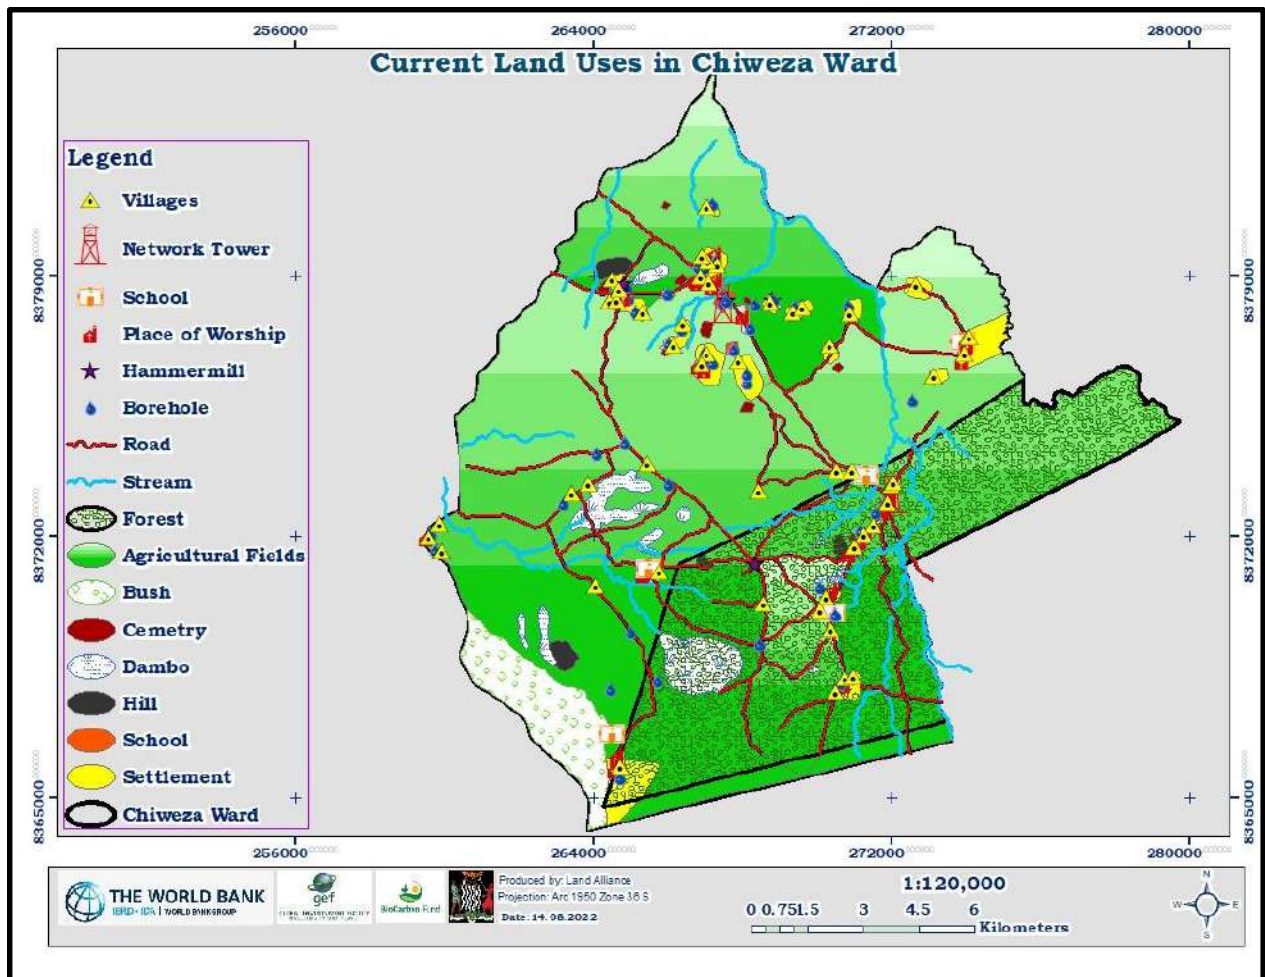 256000 264000 272000 280000
Current Land Uses in Chiweza Ward
Legend
Villages
Network Tower
School
Place of Worship
Hammermill
Borehole
Road
Stream
Forest
Agricultural Fields
Bush
Cemetry
Dambo
Hill
School
Settlement
Chiweza Ward
8379000
8372000
8365000
8379000
8372000
8365000
256000 264000 272000 280000
THE WORLD BANK
IBRD • IDA | WORLD BANK GROUP
gef
BioCarbon Fund
Produced by: Land Alliance
Projection: Arc 1950 Zone 36 S
Date: 14.08.2022
1:120,000
0 0.75 1.5 3 4.5 6
Kilometers
N
W E
S